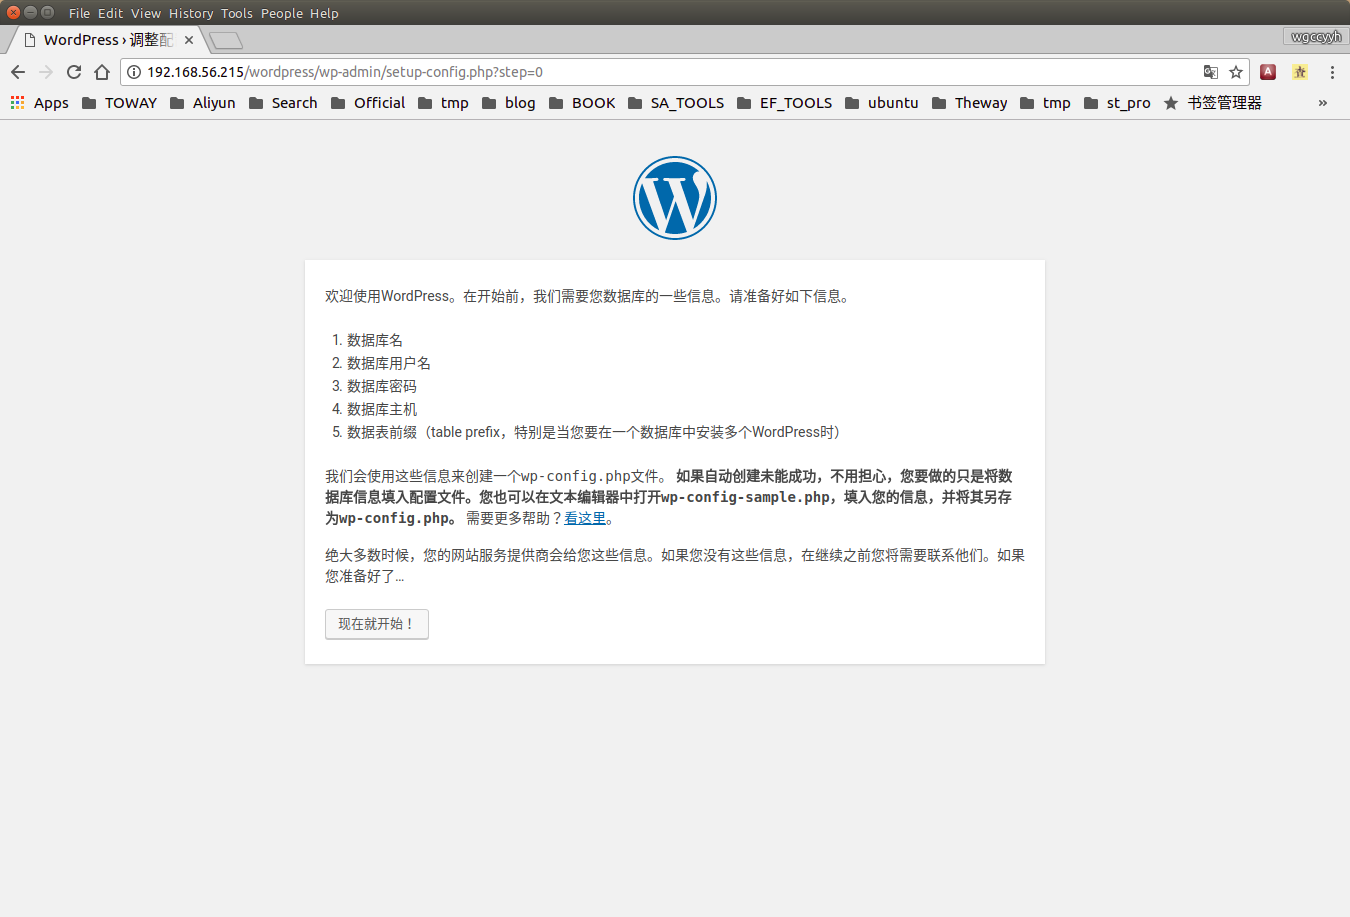 File Edit View History Tools People Help
WordPress › 调整配
wgccyyh
192.168.56.215/wordpress/wp-admin/setup-config.php?step=0
Apps TOWAY Aliyun Search Official tmp blog BOOK SA_TOOLS EF_TOOLS ubuntu Theway tmp st_pro 书签管理器 »
欢迎使用WordPress。在开始前，我们需要您数据库的一些信息。请准备好如下信息。
1. 数据库名
2. 数据库用户名
3. 数据库密码
4. 数据库主机
5. 数据表前缀（table prefix，特别是当您要在一个数据库中安装多个WordPress时）
我们会使用这些信息来创建一个wp-config.php文件。 如果自动创建未能成功，不用担心，您要做的只是将数
据库信息填入配置文件。您也可以在文本编辑器中打开wp-config-sample.php，填入您的信息，并将其另存
为wp-config.php。 需要更多帮助？看这里。
绝大多数时候，您的网站服务提供商会给您这些信息。如果您没有这些信息，在继续之前您将需要联系他们。如果
您准备好了…
现在就开始！